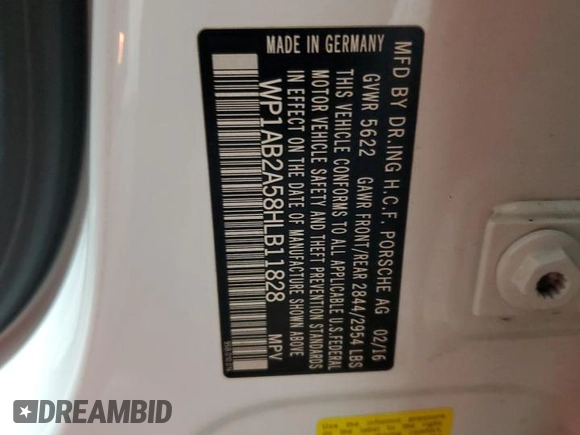 MADE IN GERMANY
MFD BY DR.ING H.C.F. PORSCHE AG 02/16
GVWR 5622 GAWR FRONT/REAR 2844/2954 LBS
THIS VEHICLE CONFORMS TO ALL APPLICABLE U.S.FEDERAL
MOTOR VEHICLE SAFETY AND THEFT PREVENTION STANDARDS
IN EFFECT ON THE DATE OF MANUFACTURE SHOWN ABOVE
WP1AB2A58HLB11828 MPV
DREAMBID